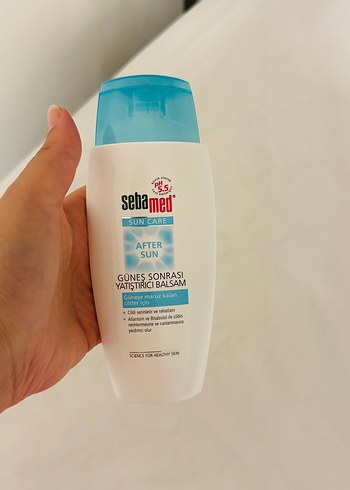 pH
5.5
sebamed®
SUN CARE
AFTER
SUN
GÜNEŞ SONRASI
YATIŞTIRICI BALSAM
Güneşe maruz kalan
ciltler için
• Cildi serinletir ve rahatlatır
• Allantoin ve Bisabolol ile cildin
nemlenmesine ve canlanmasına
yardımcı olur
SCIENCE FOR HEALTHY SKIN